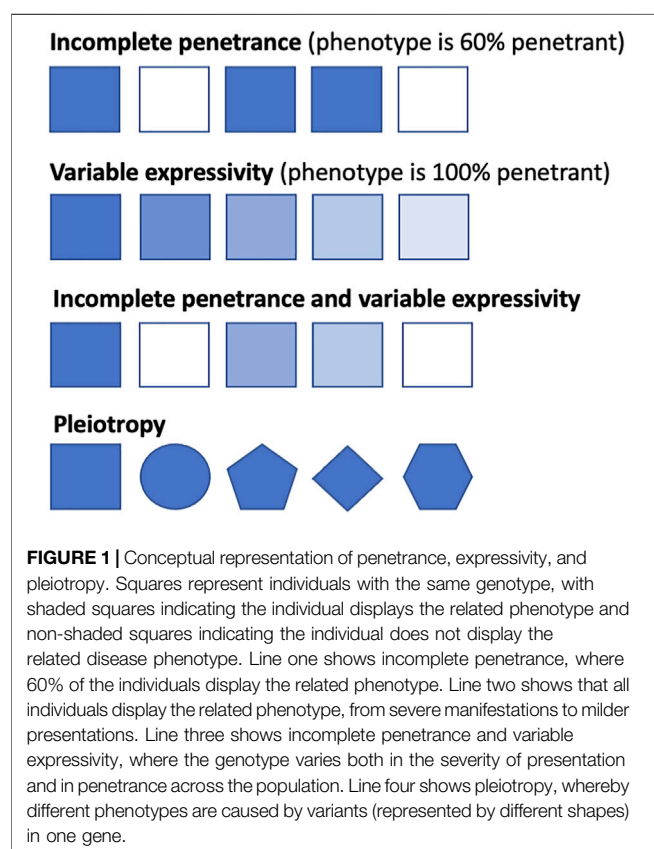 Incomplete penetrance (phenotype is 60% penetrant)
Variable expressivity (phenotype is 100% penetrant)
Incomplete penetrance and variable expressivity
Pleiotropy
FIGURE 1 | Conceptual representation of penetrance, expressivity, and
pleiotropy. Squares represent individuals with the same genotype, with
shaded squares indicating the individual displays the related phenotype and
non-shaded squares indicating the individual does not display the
related disease phenotype. Line one shows incomplete penetrance, where
60% of the individuals display the related phenotype. Line two shows that all
individuals display the related phenotype, from severe manifestations to milder
presentations. Line three shows incomplete penetrance and variable
expressivity, where the genotype varies both in the severity of presentation
and in penetrance across the population. Line four shows pleiotropy, whereby
different phenotypes are caused by variants (represented by different shapes)
in one gene.